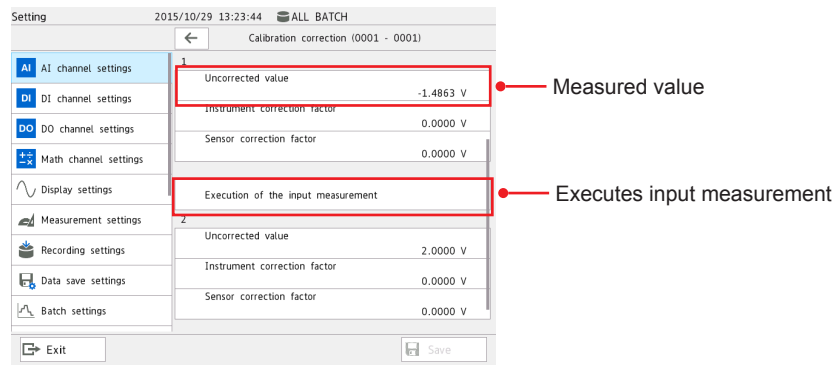 Setting 2015/10/29 13:23:44 ALL BATCH
Calibration correction (0001 - 0001)
AI AI channel settings
DI DI channel settings
DO DO channel settings
Math channel settings
Display settings
Measurement settings
Recording settings
Data save settings
Batch settings
1
Uncorrected value
-1.4863 V
Instrument correction factor
0.0000 V
Sensor correction factor
0.0000 V
Execution of the input measurement
2
Uncorrected value
2.0000 V
Instrument correction factor
0.0000 V
Sensor correction factor
0.0000 V
Exit
Save
Measured value
Executes input measurement